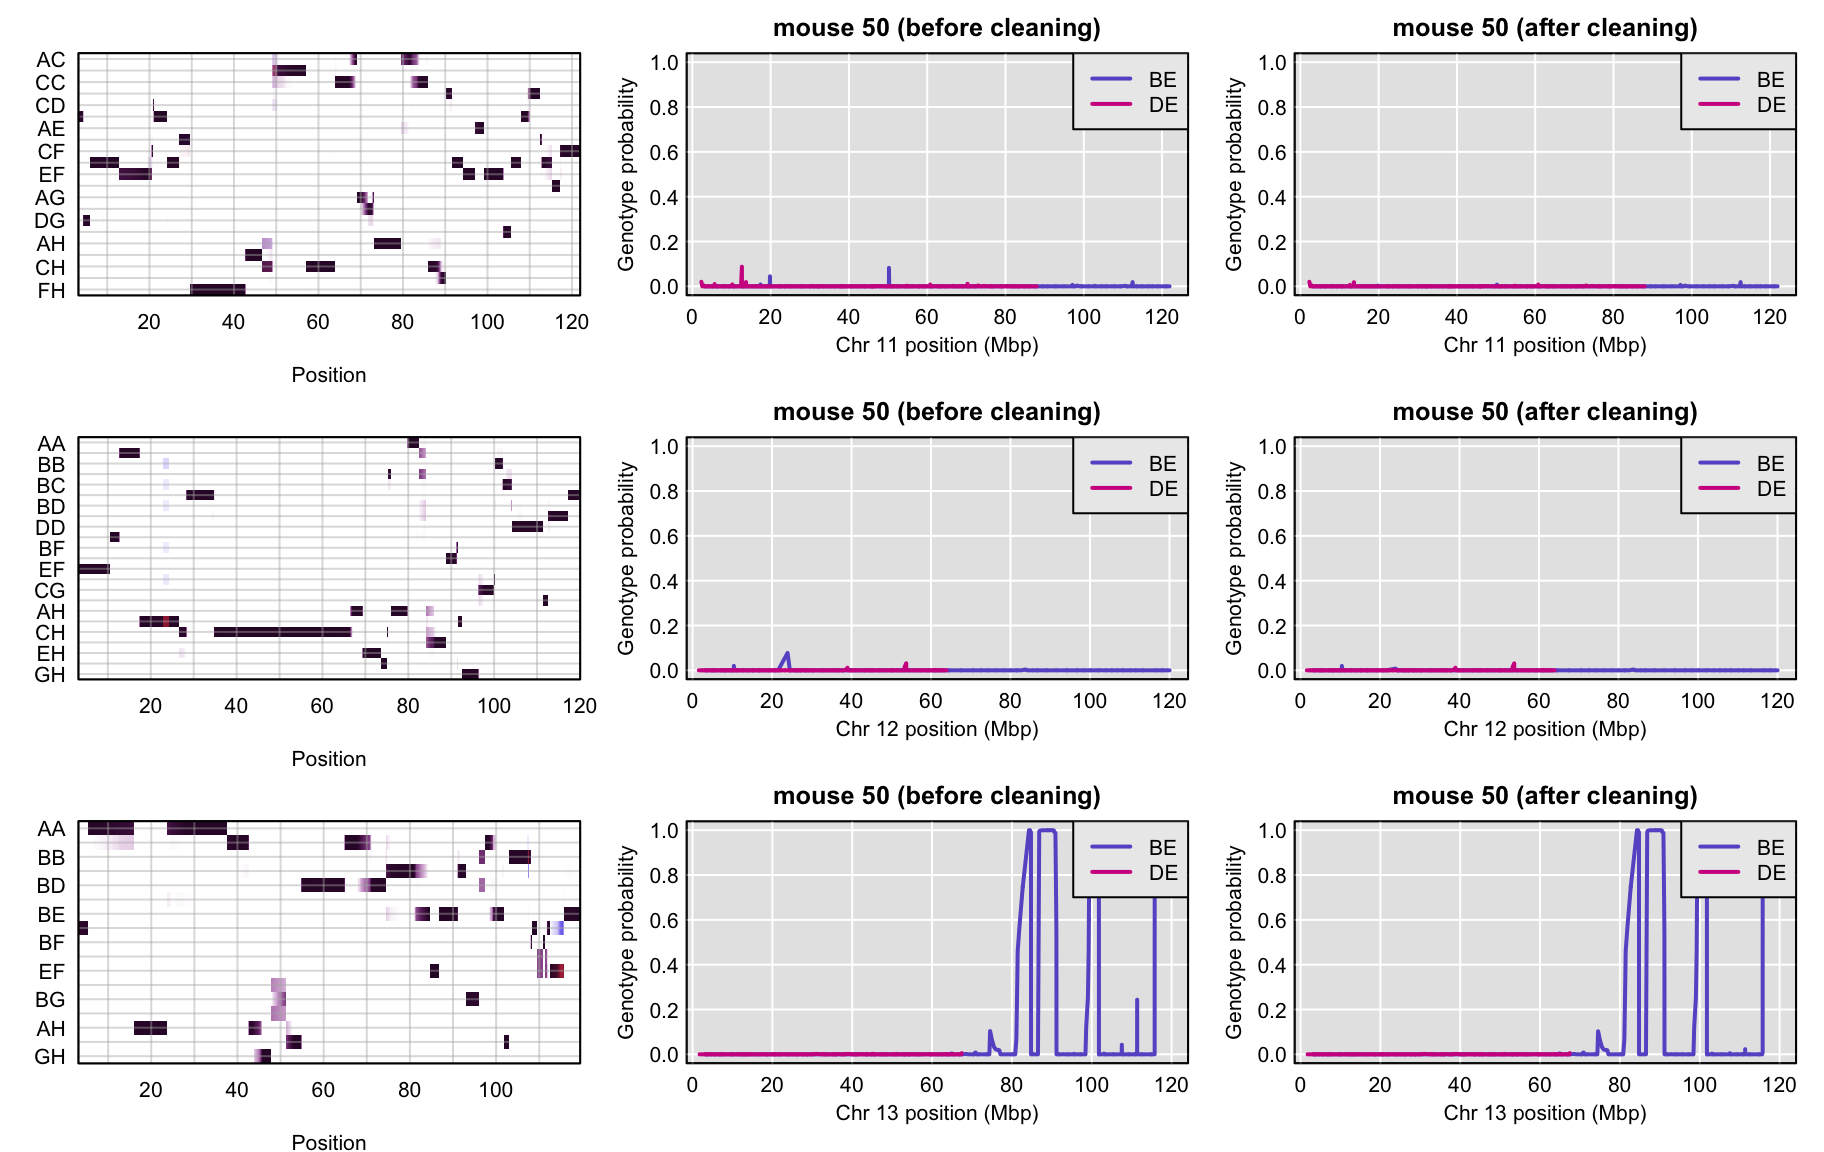 mouse 50 (before cleaning)
mouse 50 (after cleaning)
AC
CC
CD
AE
CF
EF
AG
DG
AH
CH
FH
20 40 60 80 100 120
Position
Genotype probability
1.0
0.8
0.6
0.4
0.2
0.0
BE
DE
0 20 40 60 80 100 120
Chr 11 position (Mbp)
Genotype probability
1.0
0.8
0.6
0.4
0.2
0.0
BE
DE
0 20 40 60 80 100 120
Chr 11 position (Mbp)
mouse 50 (before cleaning)
mouse 50 (after cleaning)
AA
BB
BC
BD
DD
BF
EF
CG
AH
CH
EH
GH
20 40 60 80 100 120
Position
Genotype probability
1.0
0.8
0.6
0.4
0.2
0.0
BE
DE
0 20 40 60 80 100 120
Chr 12 position (Mbp)
Genotype probability
1.0
0.8
0.6
0.4
0.2
0.0
BE
DE
0 20 40 60 80 100 120
Chr 12 position (Mbp)
mouse 50 (before cleaning)
mouse 50 (after cleaning)
AA
BB
BD
BE
BF
EF
BG
AH
GH
20 40 60 80 100
Position
Genotype probability
1.0
0.8
0.6
0.4
0.2
0.0
BE
DE
0 20 40 60 80 100 120
Chr 13 position (Mbp)
Genotype probability
1.0
0.8
0.6
0.4
0.2
0.0
BE
DE
0 20 40 60 80 100 120
Chr 13 position (Mbp)